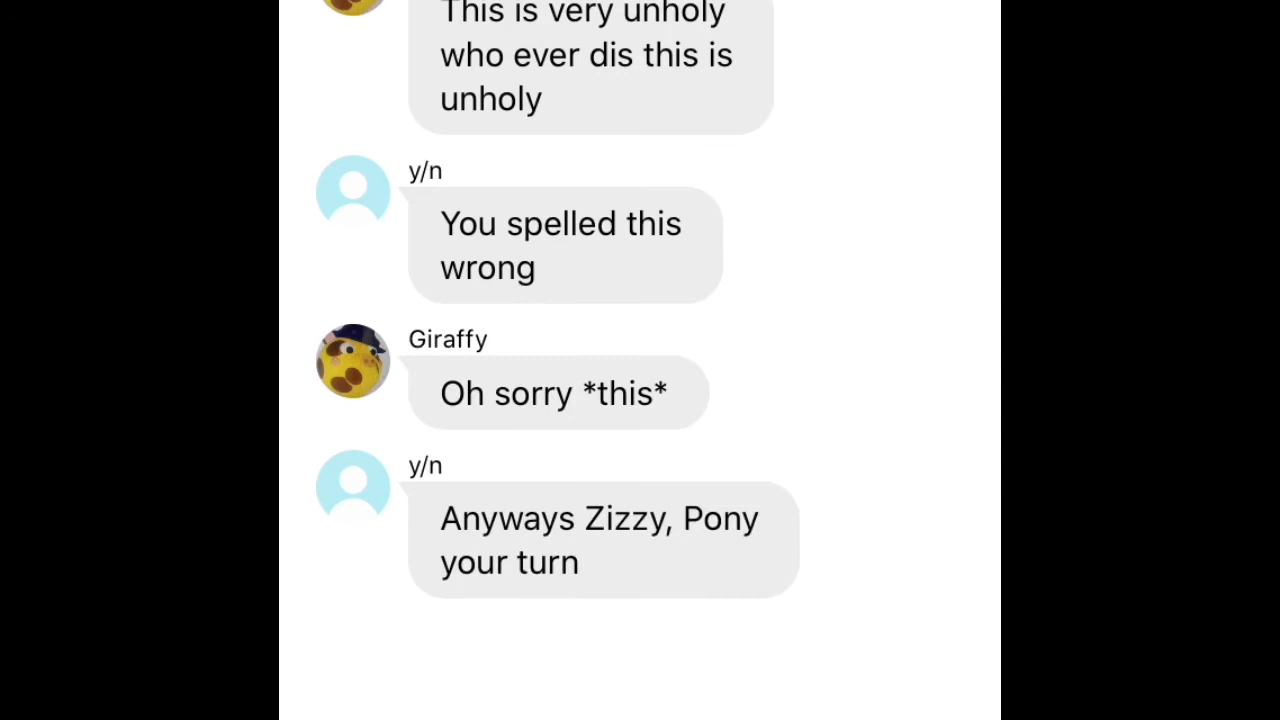 This is very unholy
who ever dis this is
unholy
y/n
You spelled this
wrong
Giraffy
Oh sorry *this*
y/n
Anyways Zizzy, Pony
your turn